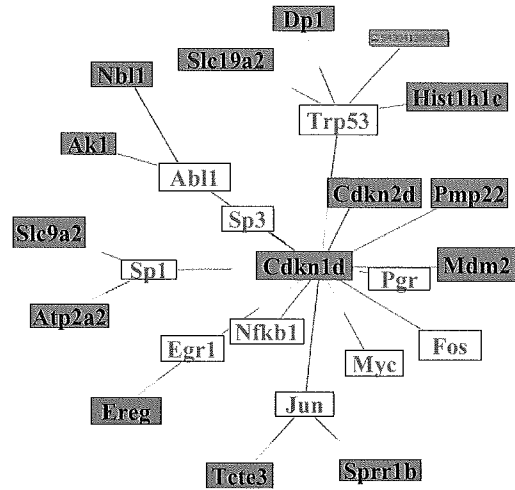 Dp1
Nbl1
Slc19a2
Hist1h1c
Trp53
Ak1
Abl1
Cdkn2d
Pmp22
Sp3
Slc9a2
Sp1
Cdkn1d
Pgr
Mdm2
Atp2a2
Nfkb1
Egr1
Myc
Fos
Ereg
Jun
Tcte3
Sprr1b